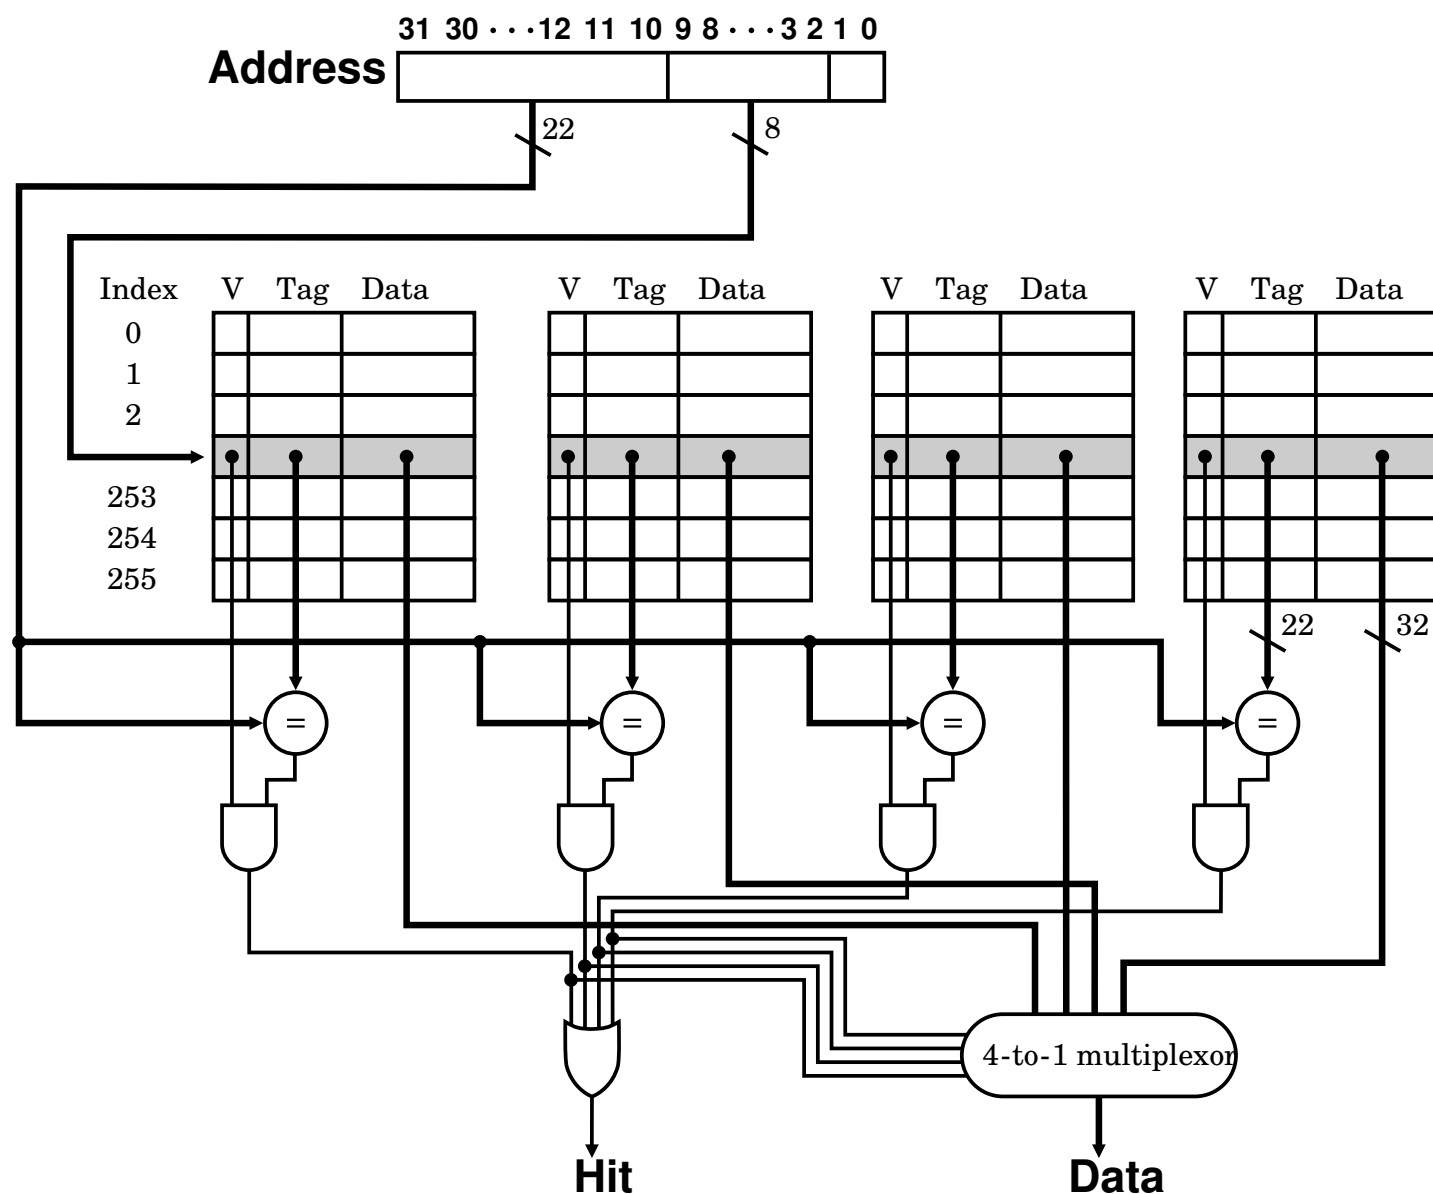 31 30 · · · 12 11 10 9 8 · · · 3 2 1 0
Address
22 8
Index V Tag Data V Tag Data V Tag Data V Tag Data
0
1
2
253
254
255
22 32
= = = =
4-to-1 multiplexor
Hit Data